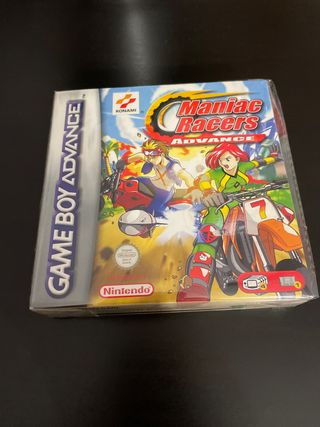 GAME BOY ADVANCE
KONAMI
Maniac
Racers
ADVANCE
7
Nintendo